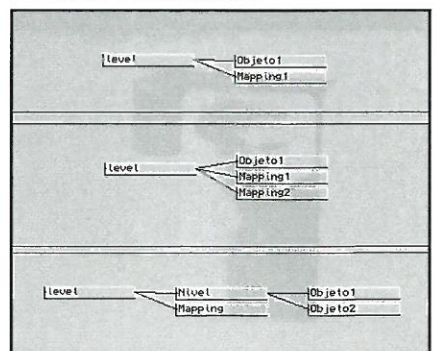 level Objeto1
Mapping1
Objeto1
level Mapping1
Mapping2
level Nivel Objeto1
Mapping Objeto2